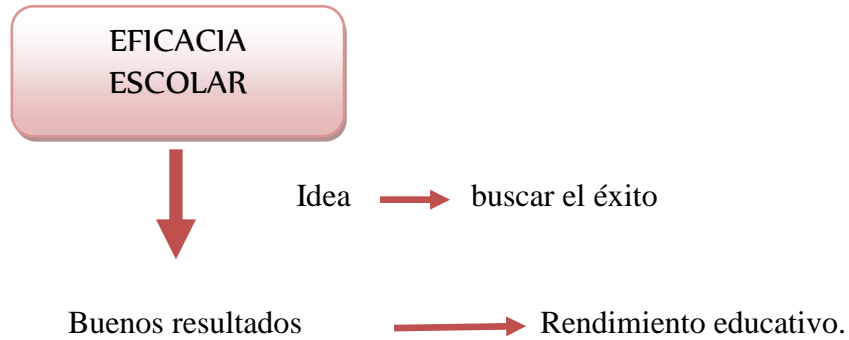 EFICACIA
ESCOLAR
Idea buscar el éxito
Buenos resultados Rendimiento educativo.